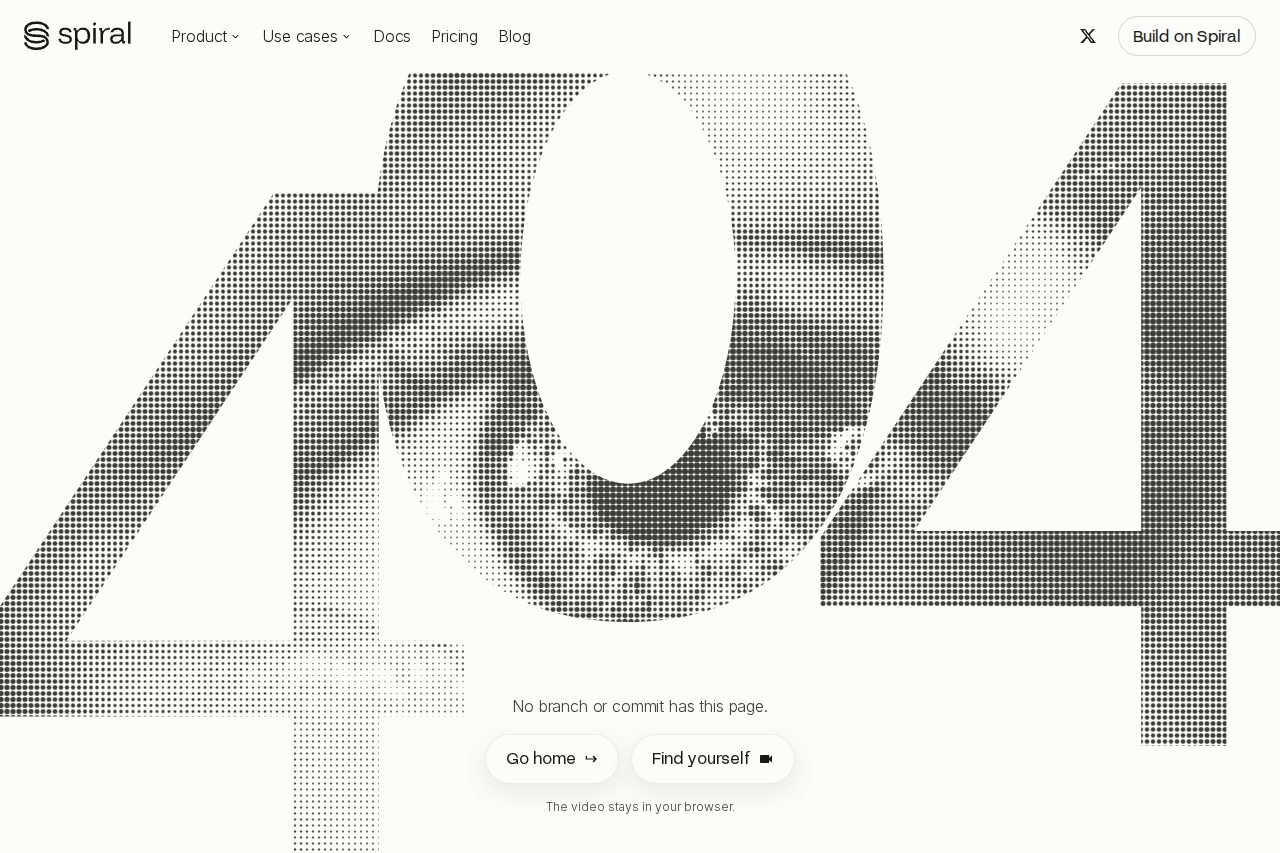 spiral Product Use cases Docs Pricing Blog X Build on Spiral
404
No branch or commit has this page.
Go home Find yourself
The video stays in your browser.